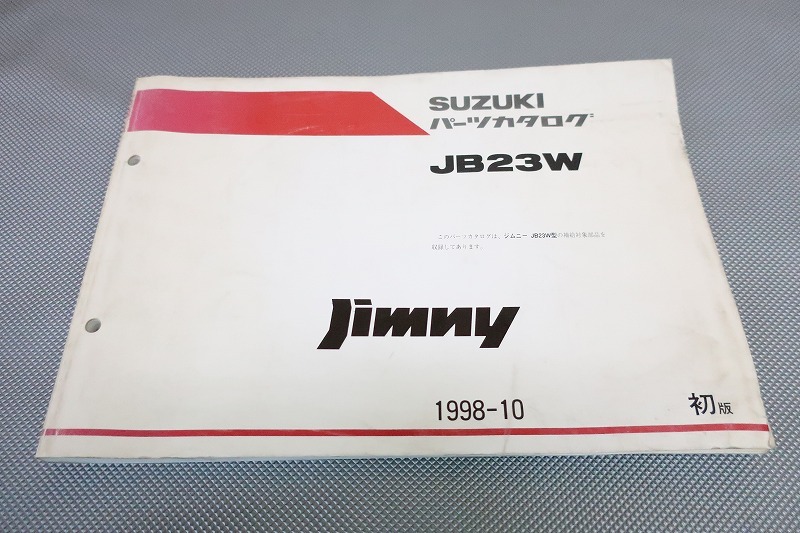 SUZUKI
パーツカタログ
JB23W
このパーツカタログは、ジムニー JB23W型の補給対象部品を
収録してあります。
Jimny
1998-10
初版